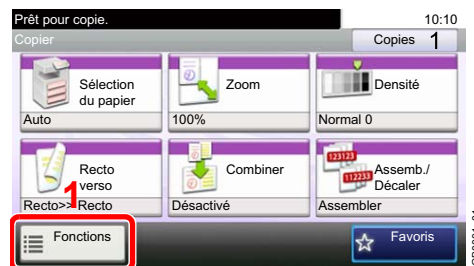 Prêt pour copie. 10:10
Copier Copies 1
Sélection du papier
Zoom
Densité
Auto 100% Normal 0
Recto verso
Combiner
Assemb./ Décaler
123123
112233
1
Recto>> Recto Désactivé Assembler
Fonctions Favoris